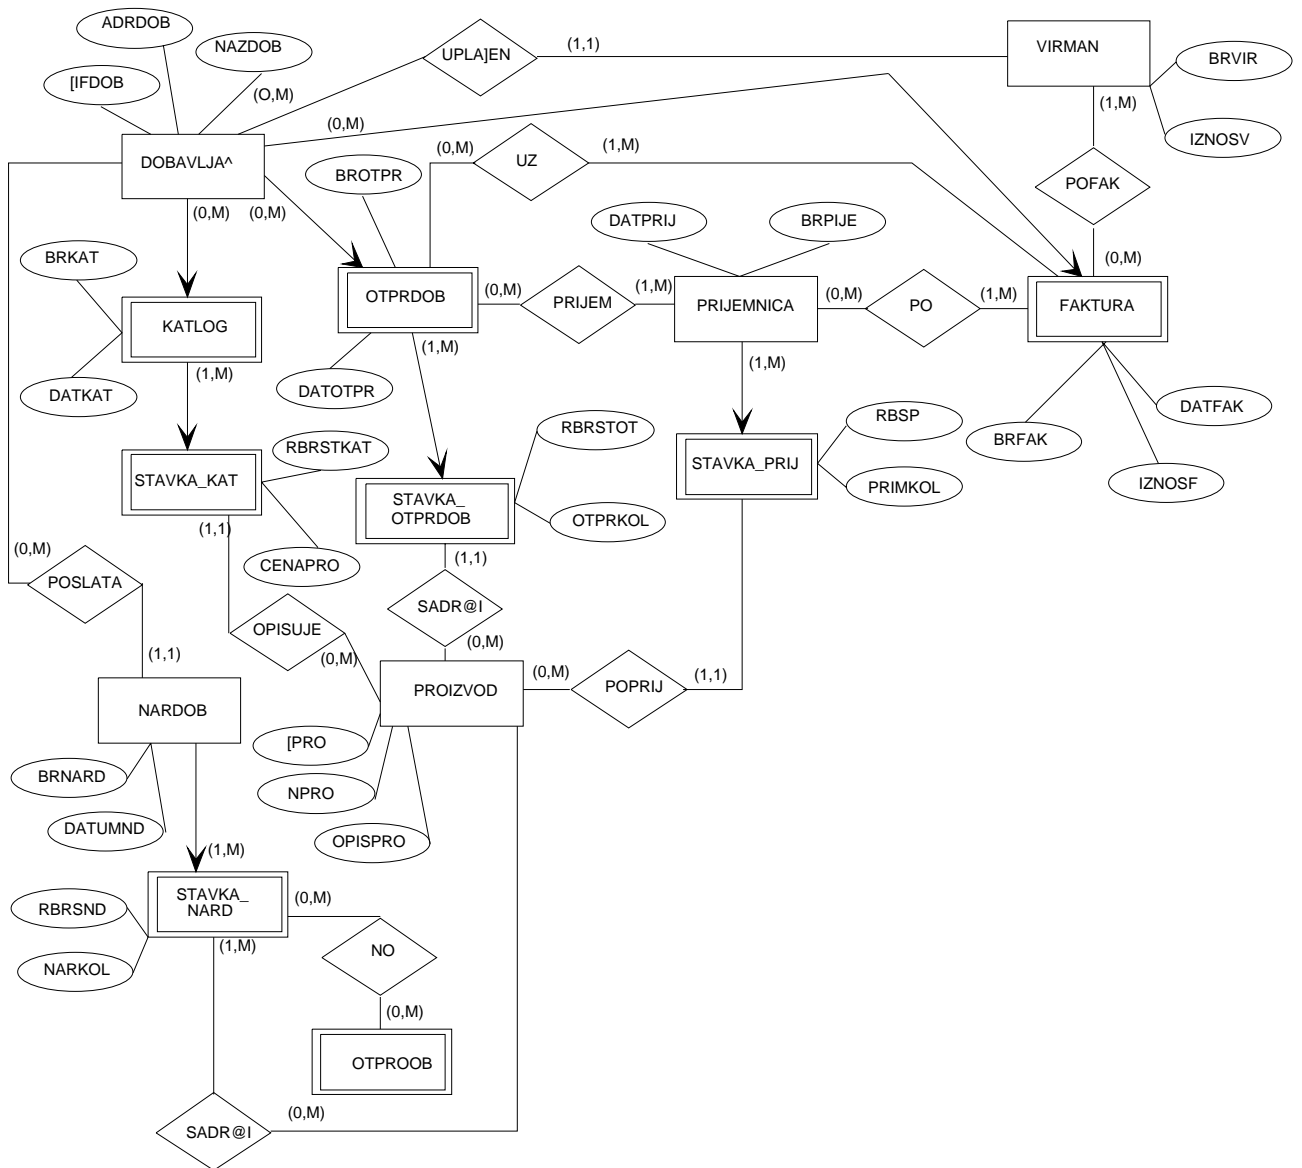 ADRDOB
NAZDOB
[IFDOB
(O,M)
UPLA]EN
(1,1)
VIRMAN
BRVIR
IZNOSV
(1,M)
(0,M)
DOBAVLJA^
(0,M)
UZ
(1,M)
BROTPR
POFAK
(0,M)
(0,M)
DATPRIJ
BRPIJE
BRKAT
(0,M)
OTPRDOB
(0,M)
PRIJEM
(1,M)
PRIJEMNICA
(0,M)
PO
(1,M)
FAKTURA
KATLOG
(1,M)
(1,M)
(1,M)
DATKAT
DATOTPR
DATFAK
RBSP
BRFAK
RBRSTKAT
RBRSTOT
STAVKA_PRIJ
STAVKA_KAT
PRIMKOL
IZNOSF
STAVKA_
OTPRDOB
OTPRKOL
(1,1)
(0,M)
(1,1)
CENAPRO
POSLATA
SADR@I
OPISUJE
(0,M)
(0,M)
(1,1)
(0,M)
POPRIJ
(1,1)
PROIZVOD
NARDOB
[PRO
BRNARD
NPRO
DATUMND
OPISPRO
(1,M)
STAVKA_
NARD
(0,M)
RBRSND
(1,M)
NO
NARKOL
(0,M)
OTPROOB
(0,M)
SADR@I